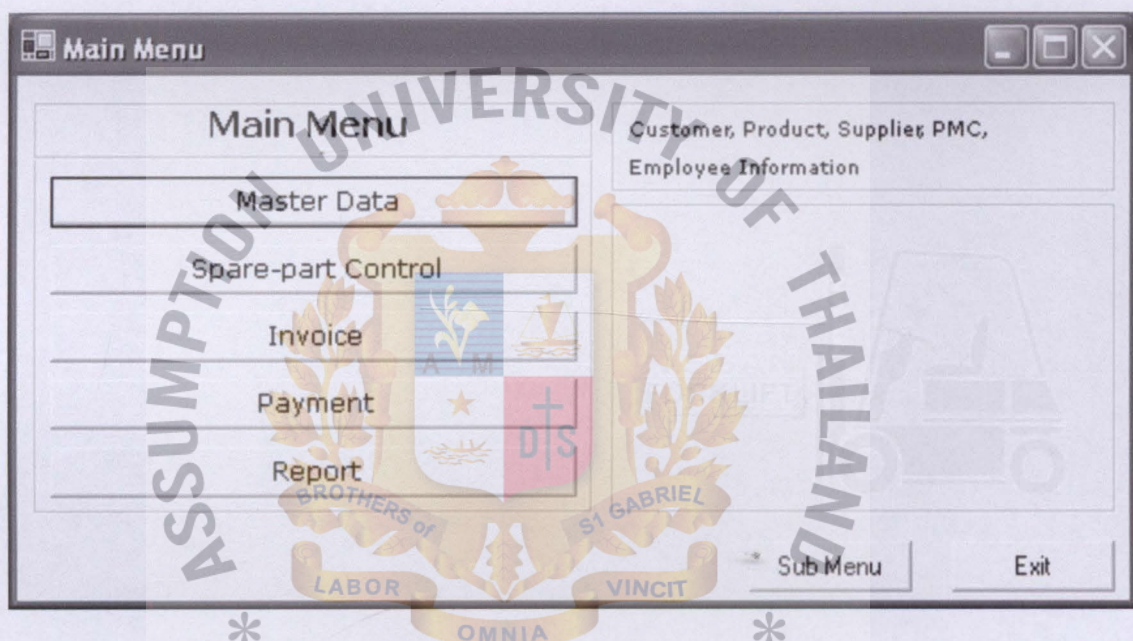 Main Menu
Main Menu
Master Data
Spare-part Control
Invoice
Payment
Report
Customer, Product, Supplier, PMC,
Employee Information
Sub Menu
Exit
ASSUMPTION UNIVERSITY OF THAILAND
A M
D S
BROTHERS of
S1 GABRIEL
LABOR
OMNIA
VINCIT